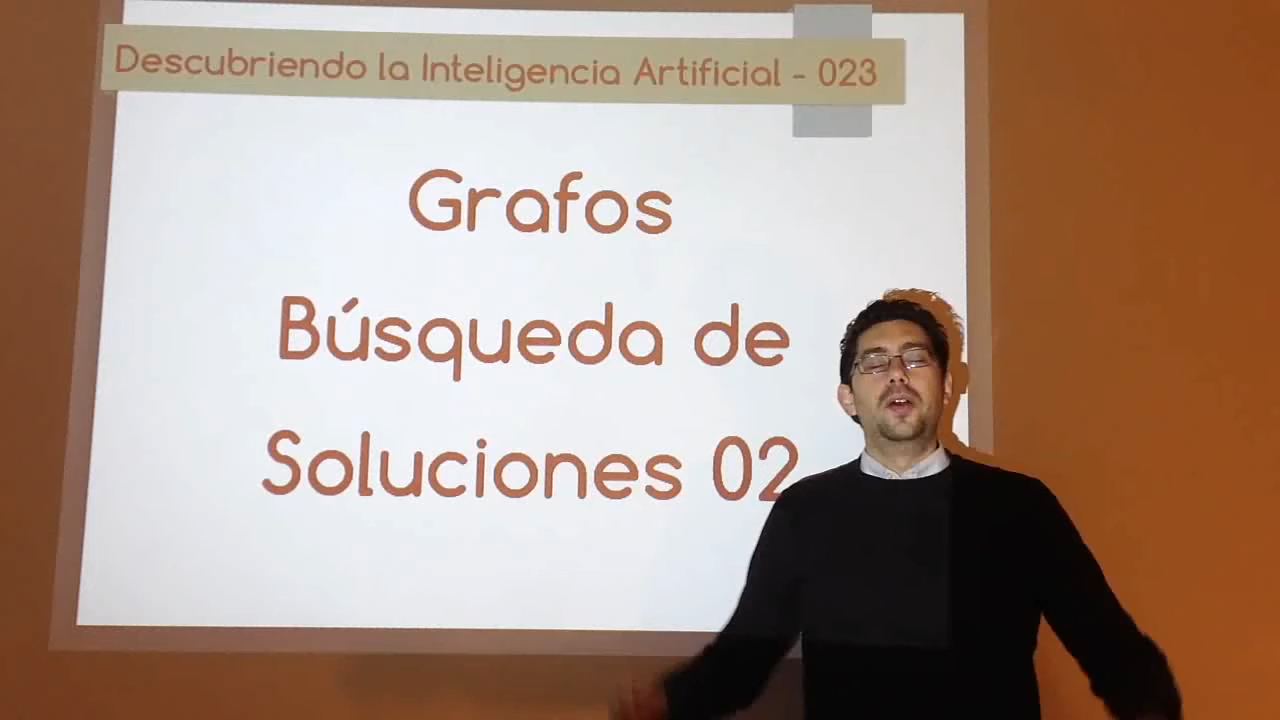 Descubriendo la Inteligencia Artificial - 023
Grafos
Búsqueda de
Soluciones 02